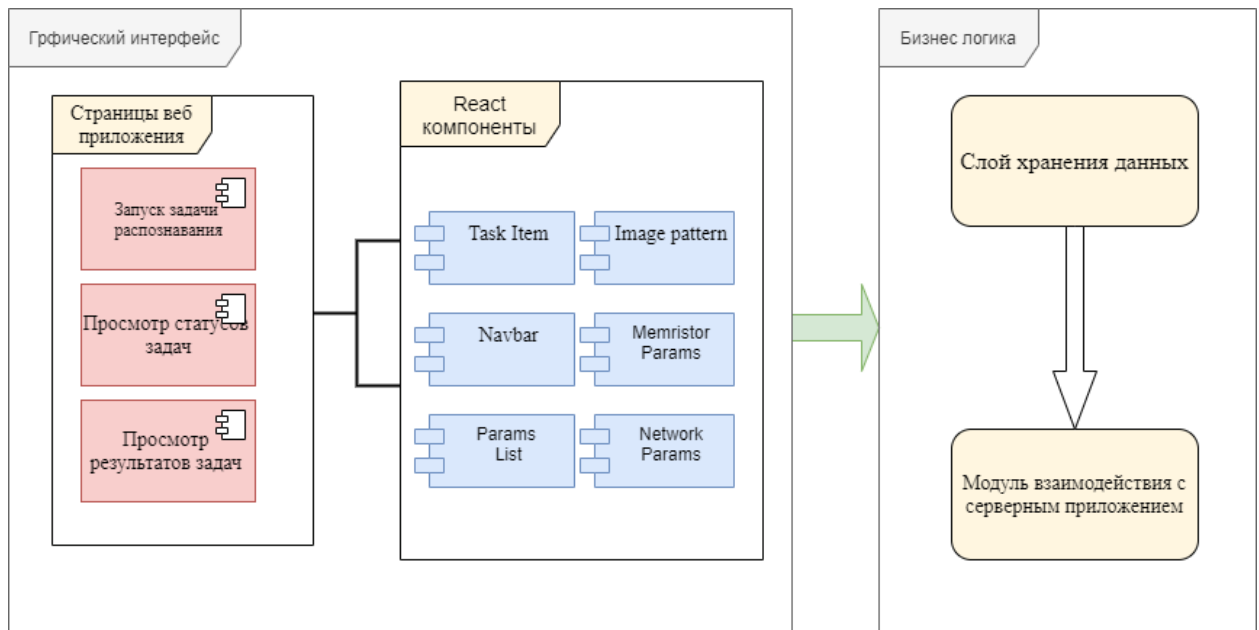 Грфический интерфейс
Страницы веб
приложения
Запуск задачи
распознавания
Просмотр статусов
задач
Просмотр
результатов задач
React
компоненты
Task Item
Image pattern
Navbar
Memristor
Params
Params
List
Network
Params
Бизнес логика
Слой хранения данных
Модуль взаимодействия с
серверным приложением